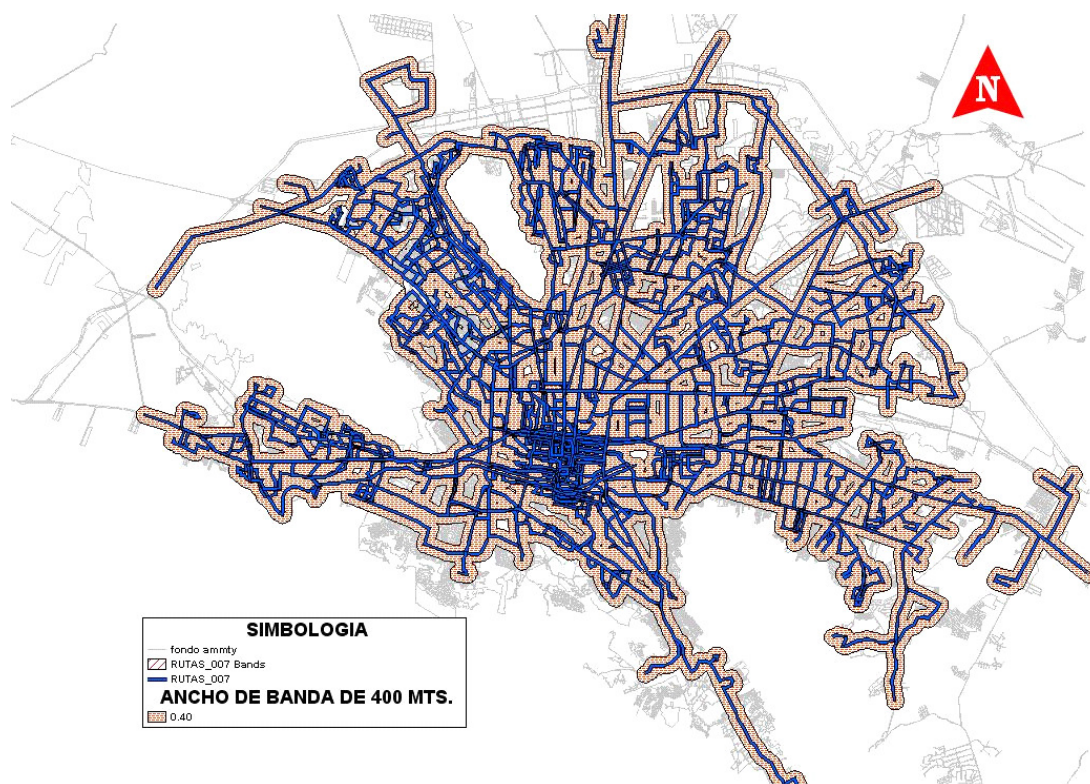 N
SIMBOLOGIA
fondo ammty
RUTAS_007 Bands
RUTAS_007
ANCHO DE BANDA DE 400 MTS.
0.40